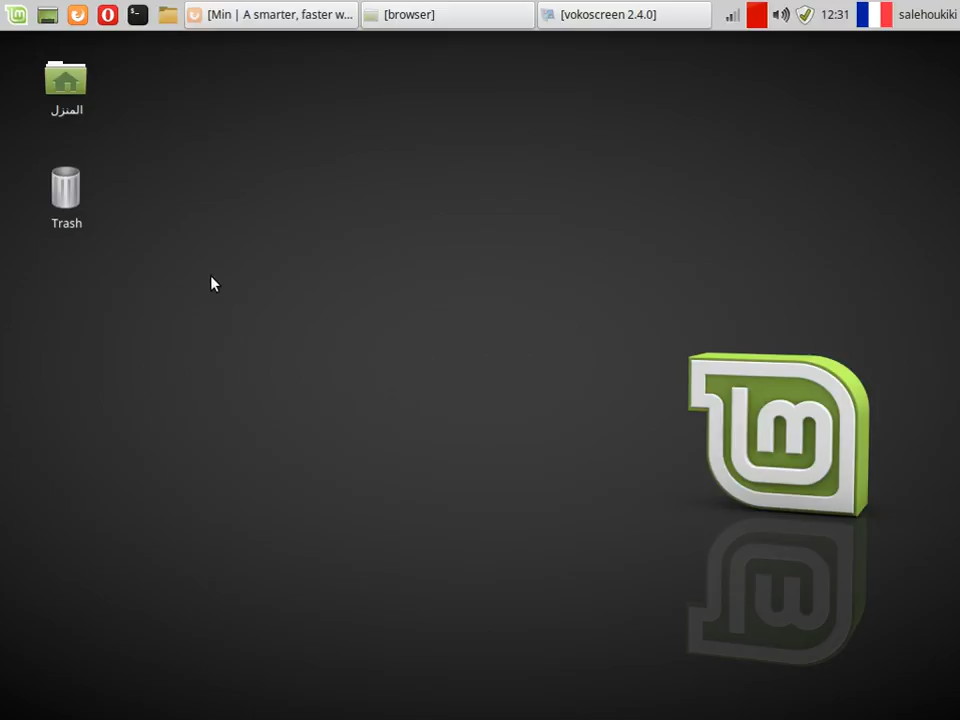 [Min | A smarter, faster w...
[browser]
[vokoscreen 2.4.0]
12:31
salehoukiki
المنزل
Trash